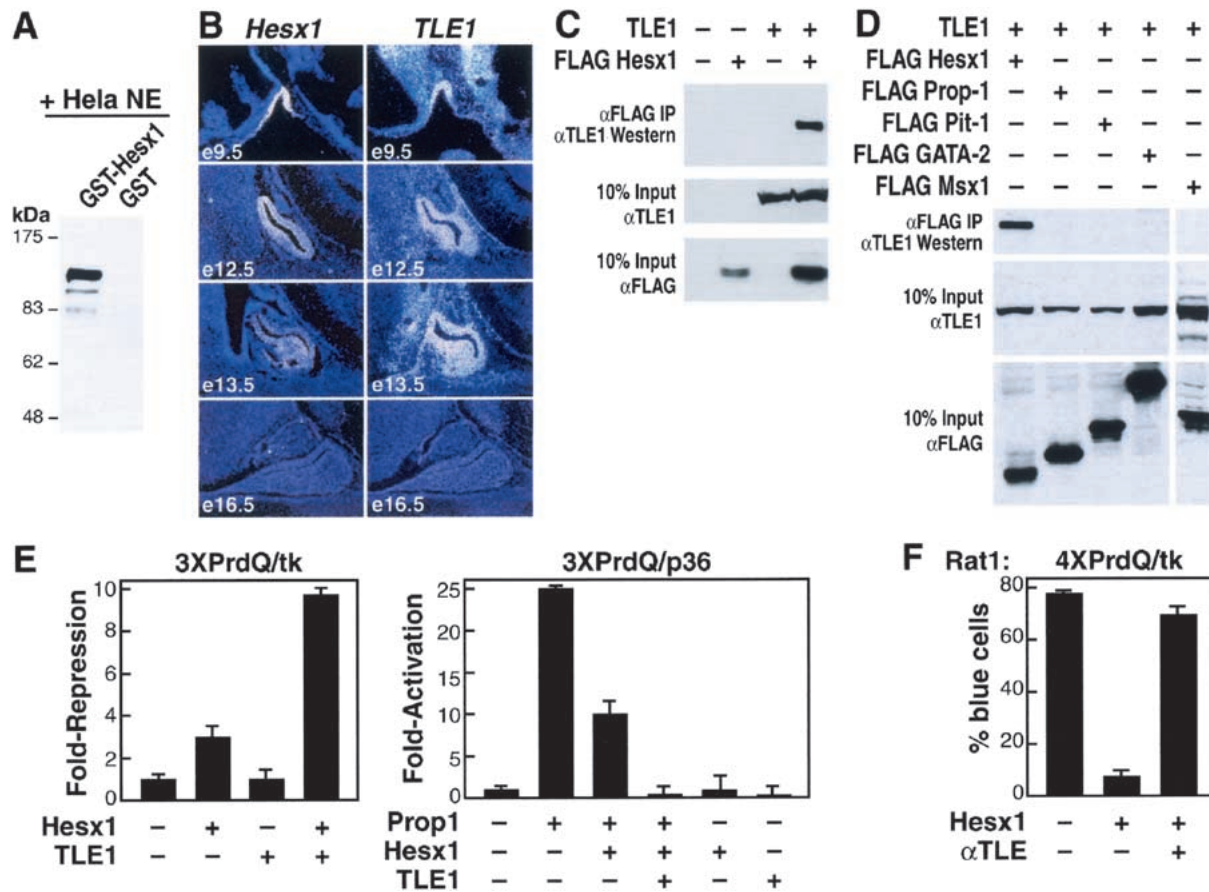 A
+ Hela NE
GST-Hesx1
GST
kDa
175
83
62
48
B
Hesx1
TLE1
e9.5
e9.5
e12.5
e12.5
e13.5
e13.5
e16.5
e16.5
C
TLE1 – – + +
FLAG Hesx1 – + – +
αFLAG IP
αTLE1 Western
10% Input
αTLE1
10% Input
αFLAG
D
TLE1 + + + + +
FLAG Hesx1 + – – – –
FLAG Prop-1 – + – – –
FLAG Pit-1 – – + – –
FLAG GATA-2 – – – + –
FLAG Msx1 – – – – +
αFLAG IP
αTLE1 Western
10% Input
αTLE1
10% Input
αFLAG
E
3XPrdQ/tk
Fold-Repression
10
8
6
4
2
0
Hesx1 – + – +
TLE1 – – + +
3XPrdQ/p36
Fold-Activation
25
20
15
10
5
0
Prop1 – + + + – –
Hesx1 – – + + + –
TLE1 – – – + – +
F
Rat1: 4XPrdQ/tk
% blue cells
80
60
40
20
0
Hesx1 – + +
αTLE – – +